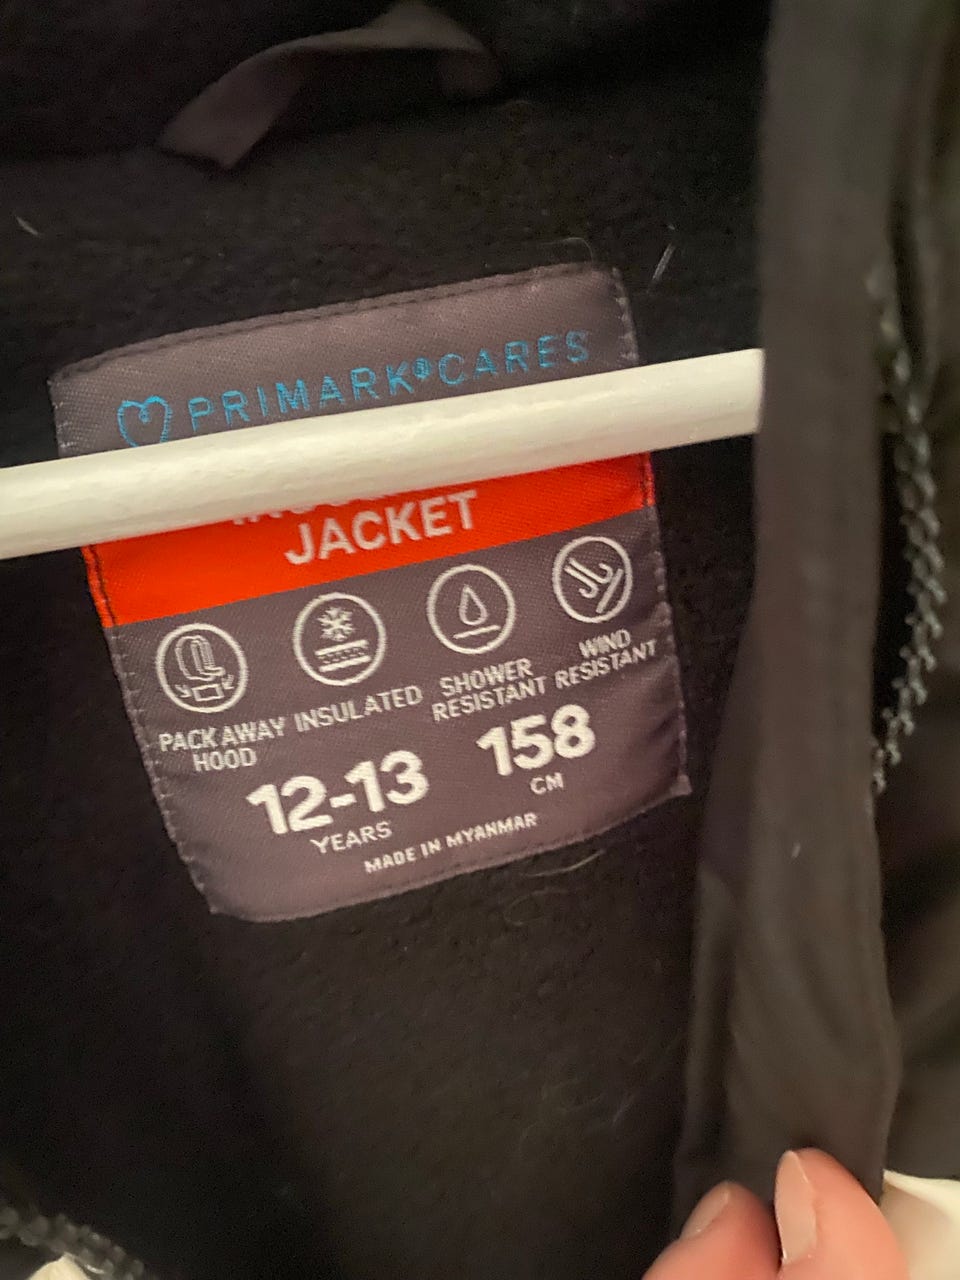 PRIMARK®CARES
JACKET
PACK AWAY
HOOD
INSULATED
SHOWER
RESISTANT
WIND
RESISTANT
12-13
YEARS
158
CM
MADE IN MYANMAR